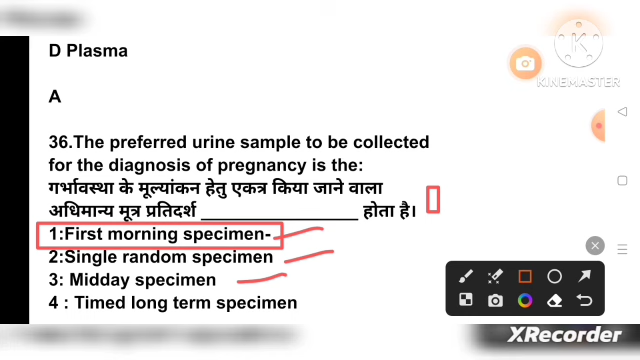 D Plasma
KINEMASTER
A
36.The preferred urine sample to be collected
for the diagnosis of pregnancy is the:
गर्भावस्था के मूल्यांकन हेतु एकत्र किया जाने वाला
अधिमान्य मूत्र प्रतिदर्श _________________ होता है।
1:First morning specimen-
2:Single random specimen
3: Midday specimen
4 : Timed long term specimen
XRecorder